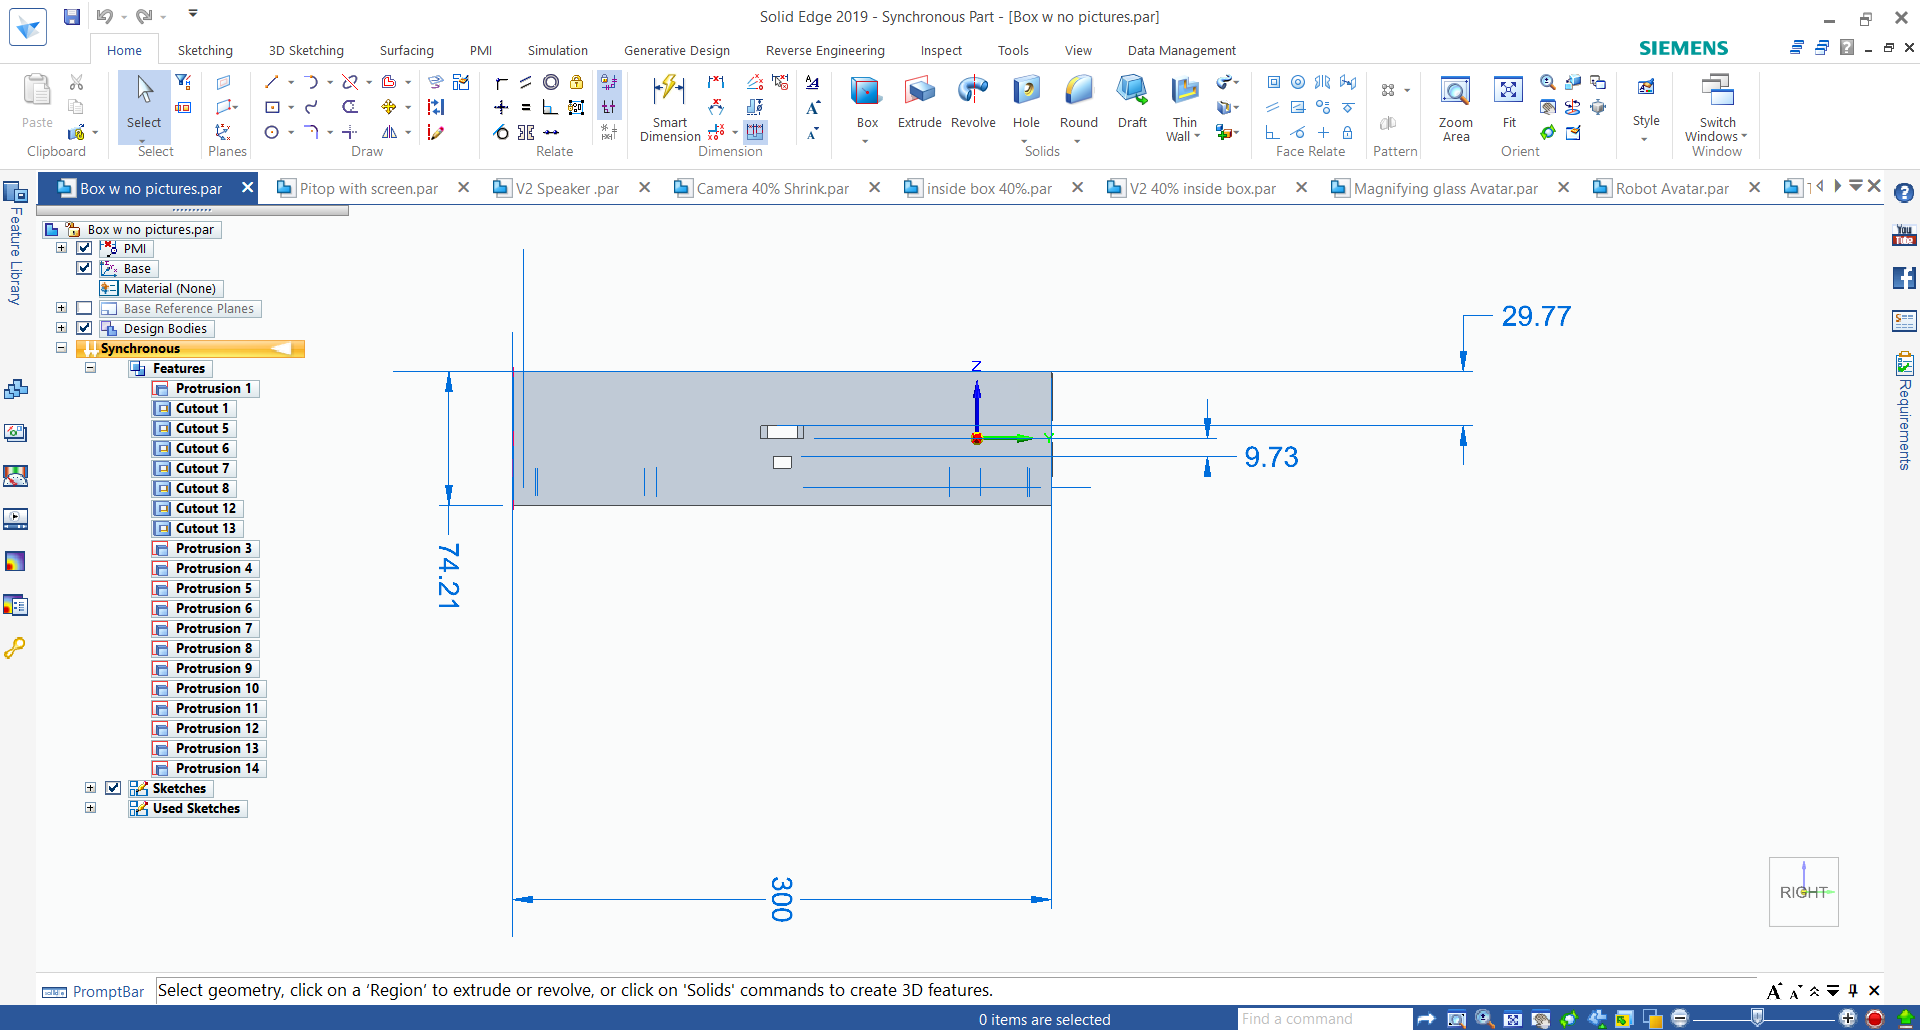 Solid Edge 2019 - Synchronous Part - [Box w no pictures.par]
Home Sketching 3D Sketching Surfacing PMI Simulation Generative Design Reverse Engineering Inspect Tools View Data Management
SIEMENS
Paste
Clipboard
Select
Select
Planes
Draw
Relate
Smart
Dimension
Dimension
Box Extrude Revolve Hole Round Draft Thin
Wall
Solids
Face Relate
Pattern
Zoom
Area
Fit
Orient
Style
Switch
Windows
Window
Box w no pictures.par
Pitop with screen.par
V2 Speaker .par
Camera 40% Shrink.par
inside box 40%.par
V2 40% inside box.par
Magnifying glass Avatar.par
Robot Avatar.par
Feature Library
Box w no pictures.par
PMI
Base
Material (None)
Base Reference Planes
Design Bodies
Synchronous
Features
Protrusion 1
Cutout 1
Cutout 5
Cutout 6
Cutout 7
Cutout 8
Cutout 12
Cutout 13
Protrusion 3
Protrusion 4
Protrusion 5
Protrusion 6
Protrusion 7
Protrusion 8
Protrusion 9
Protrusion 10
Protrusion 11
Protrusion 12
Protrusion 13
Protrusion 14
Sketches
Used Sketches
29.77
Z
Y
9.73
74.21
300
RIGHT
You
Tube
Requirements
PromptBar
Select geometry, click on a ‘Region’ to extrude or revolve, or click on 'Solids' commands to create 3D features.
0 items are selected
Find a command